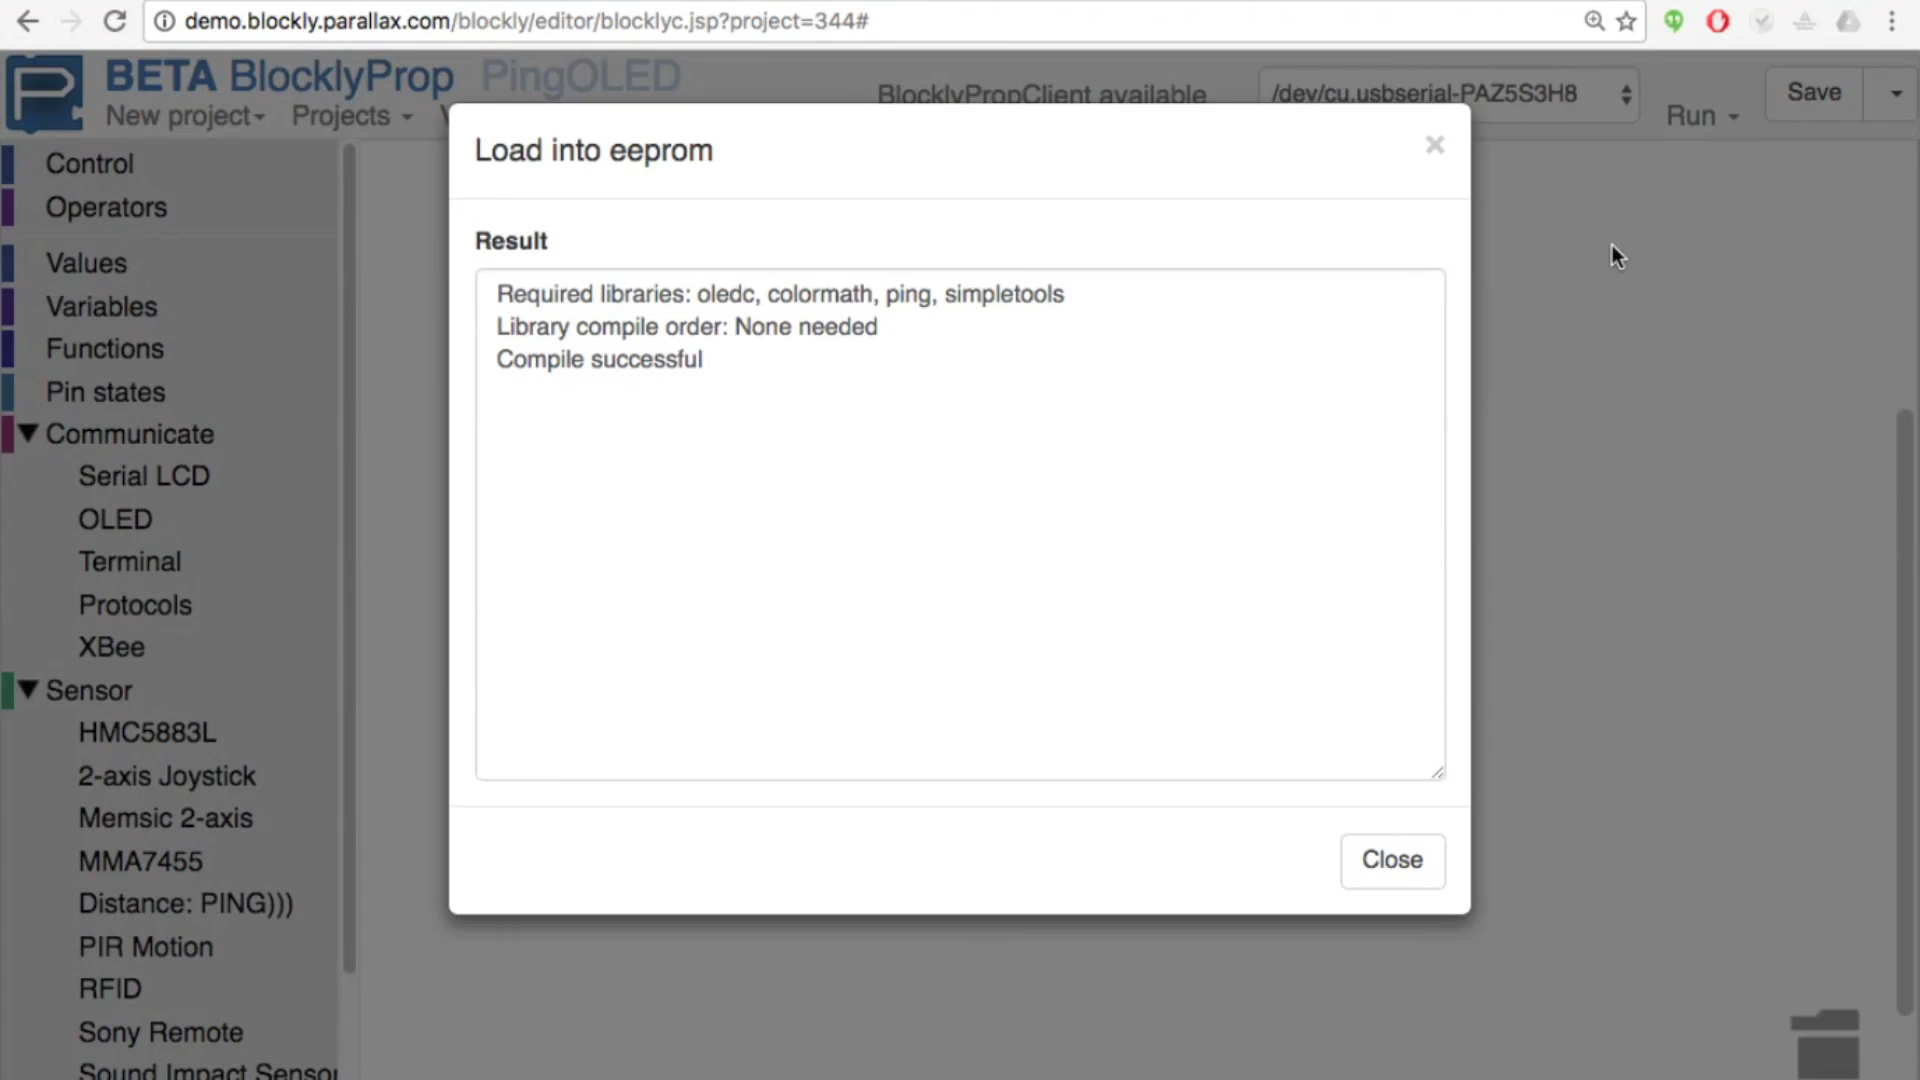 demo.blockly.parallax.com/blockly/editor/blocklyc.jsp?project=344#
BETA BlocklyProp PingOLED
BlocklyPropClient available
/dev/cu.usbserial-PAZ5S3H8
Run
Save
New project
Projects
Load into eeprom
×
Result
Required libraries: oledc, colormath, ping, simpletools
Library compile order: None needed
Compile successful
Close
Control
Operators
Values
Variables
Functions
Pin states
Communicate
Serial LCD
OLED
Terminal
Protocols
XBee
Sensor
HMC5883L
2-axis Joystick
Memsic 2-axis
MMA7455
Distance: PING)))
PIR Motion
RFID
Sony Remote
Sound Impact Sensor